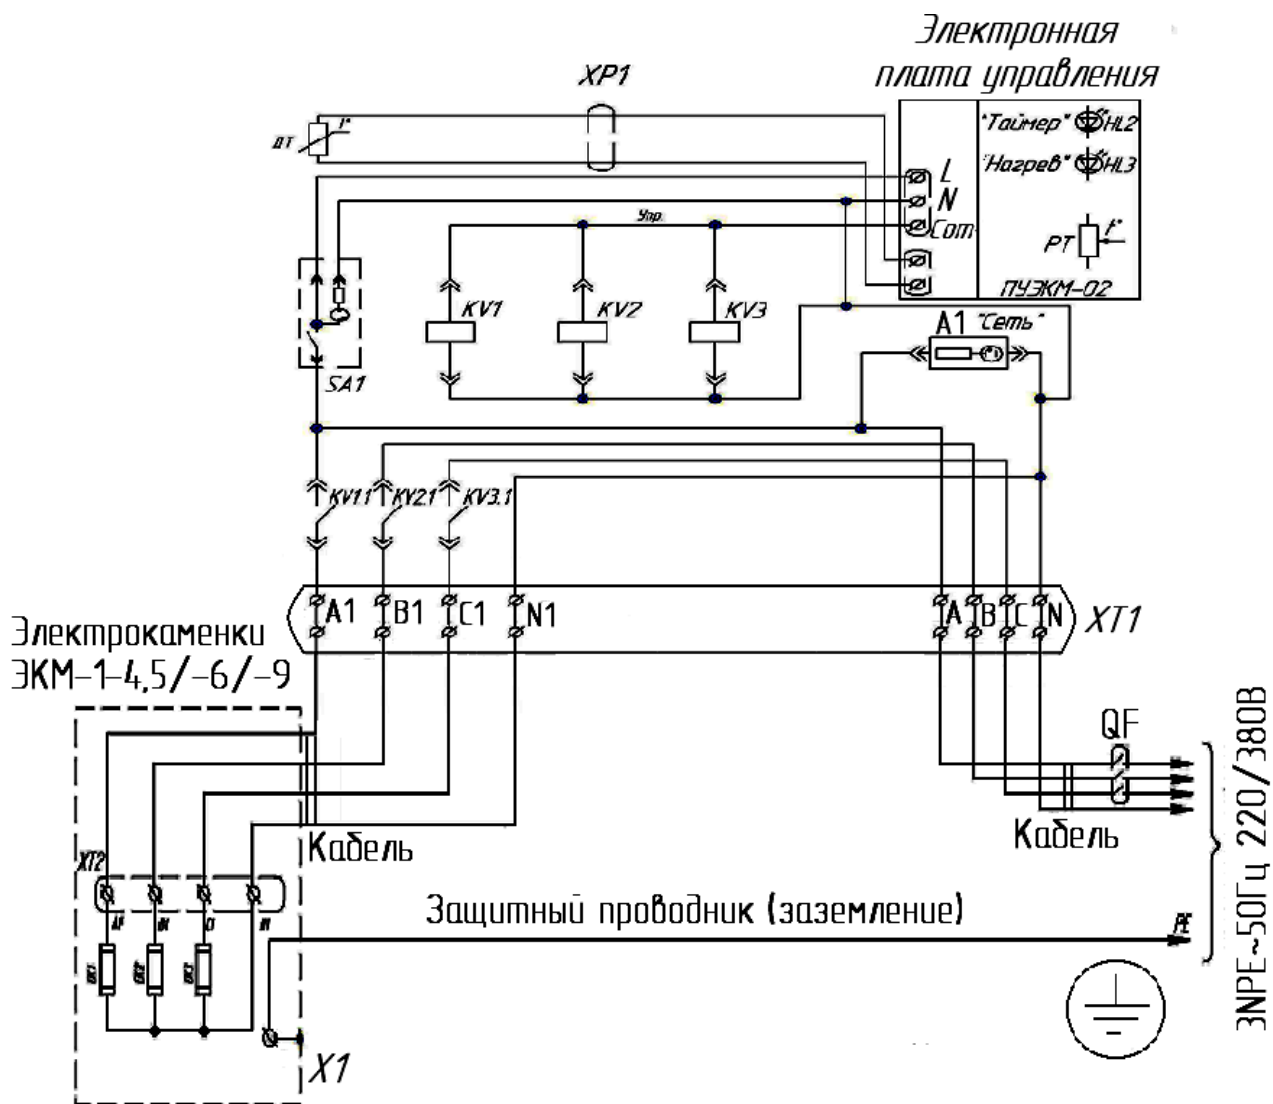 Электронная
плата управления
XP1
"Таймер" HL2
t°
ДТ
"Нагрев" HL3
L
N
Упр.
Com
t°
РТ
ПУЭКМ-02
KV1
KV2
KV3
A1 "Сеть"
SA1
KV1.1
KV2.1
KV3.1
A1
B1
C1
N1
A
B
C
N
XT1
Электрокаменки
ЭКМ-1-4,5/-6/-9
QF
Кабель
Кабель
XT2
Защитный проводник (заземление)
PE
3NPE~50Гц 220/380В
X1